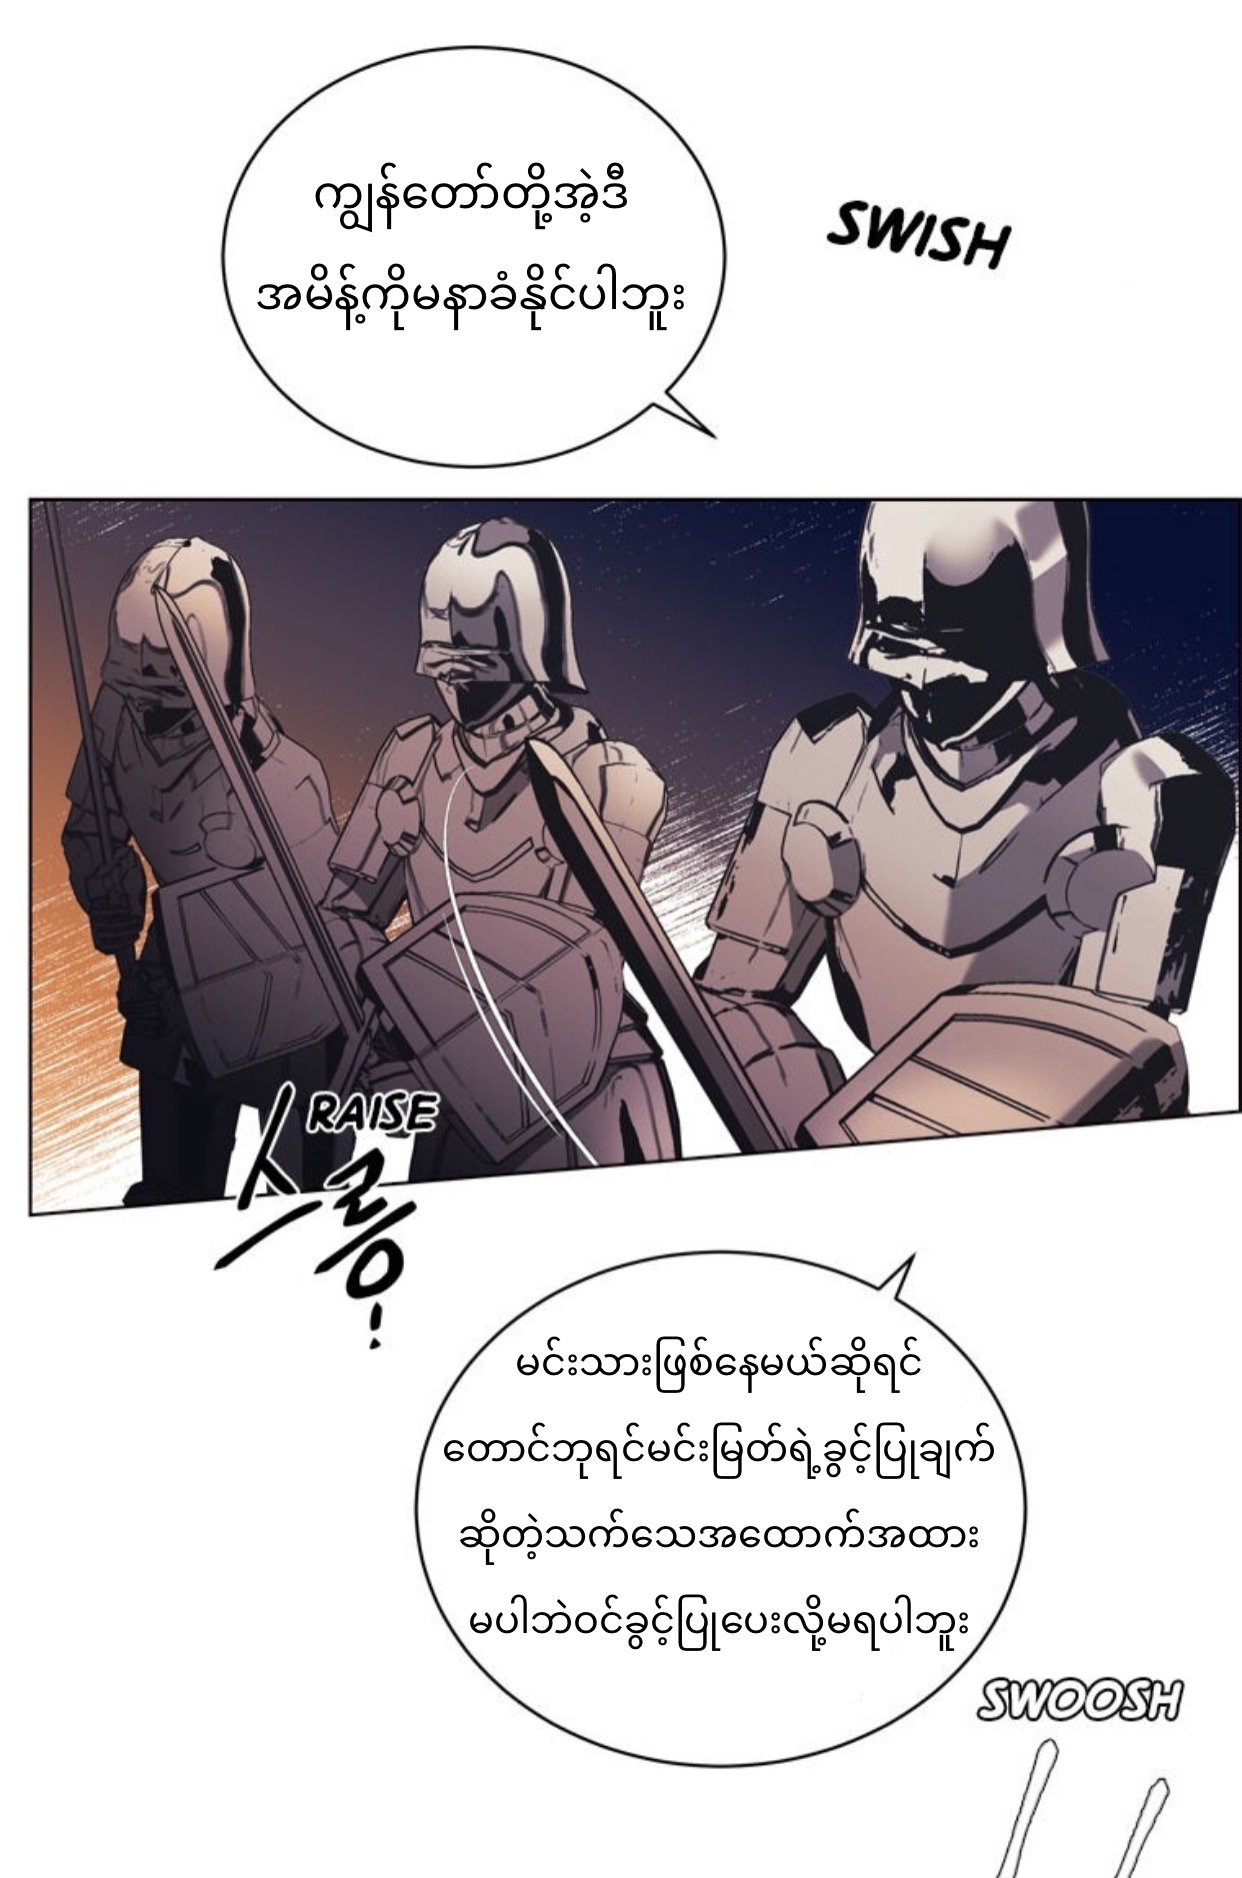 ကျွန်တော်တို့အဲ့ဒီ
အမိန့်ကိုမနာခံနိုင်ပါဘူး
SWISH
RAISE
스릉
မင်းသားဖြစ်နေမယ်ဆိုရင်
တောင်ဘုရင်မင်းမြတ်ရဲ့ခွင့်ပြုချက်
ဆိုတဲ့သက်သေအထောက်အထား
မပါဘဲဝင်ခွင့်ပြုပေးလို့မရပါဘူး
SWOOSH